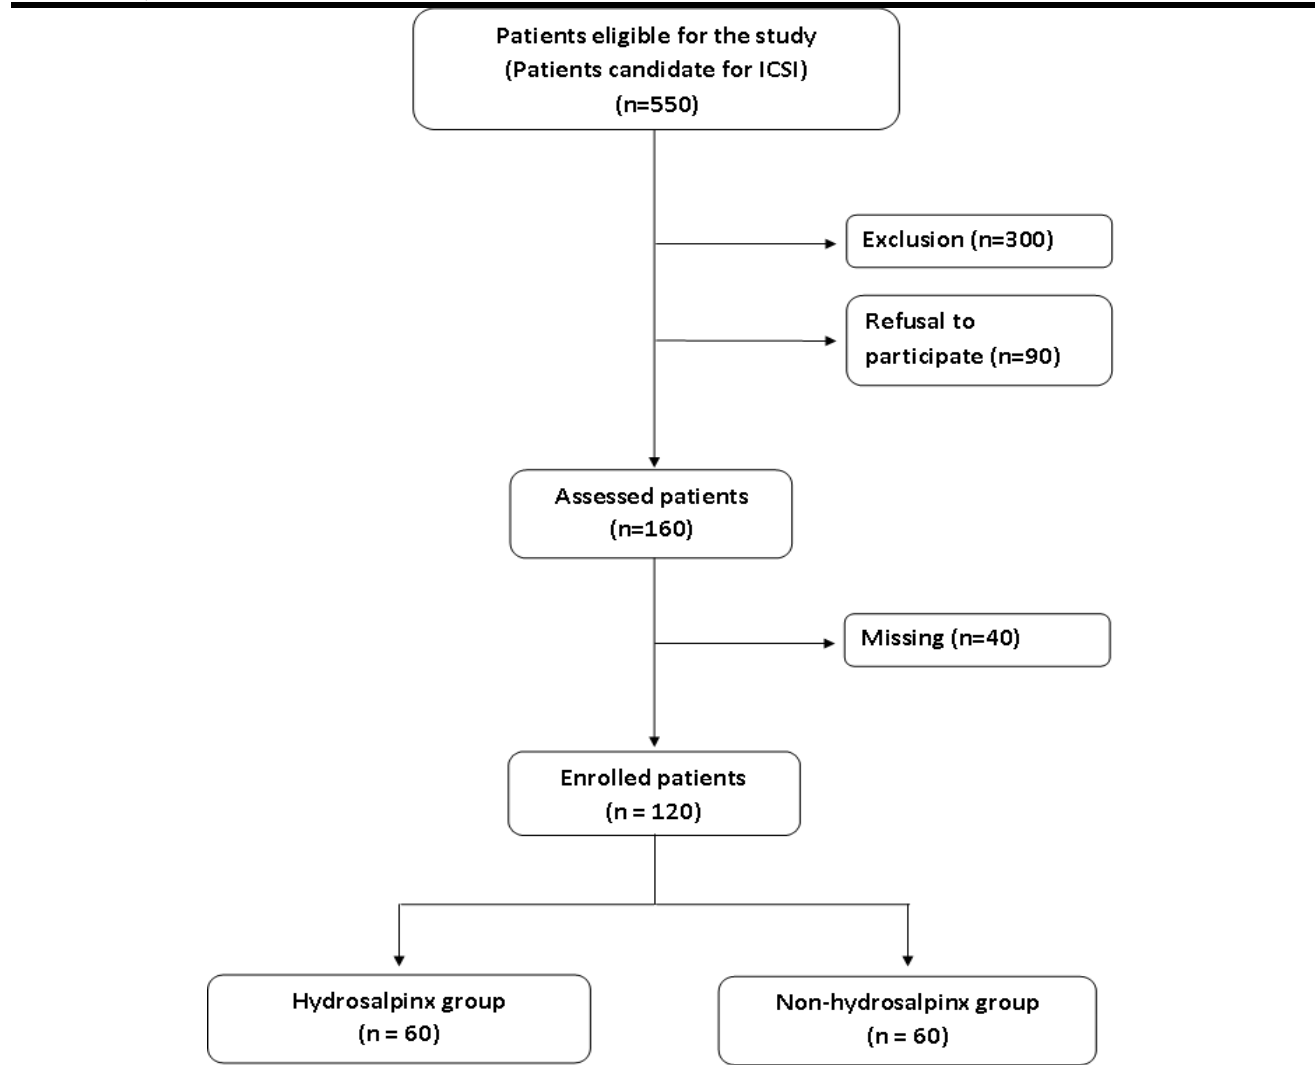 Patients eligible for the study
(Patients candidate for ICSI)
(n=550)
Exclusion (n=300)
Refusal to
participate (n=90)
Assessed patients
(n=160)
Missing (n=40)
Enrolled patients
(n = 120)
Hydrosalpinx group
(n = 60)
Non-hydrosalpinx group
(n = 60)